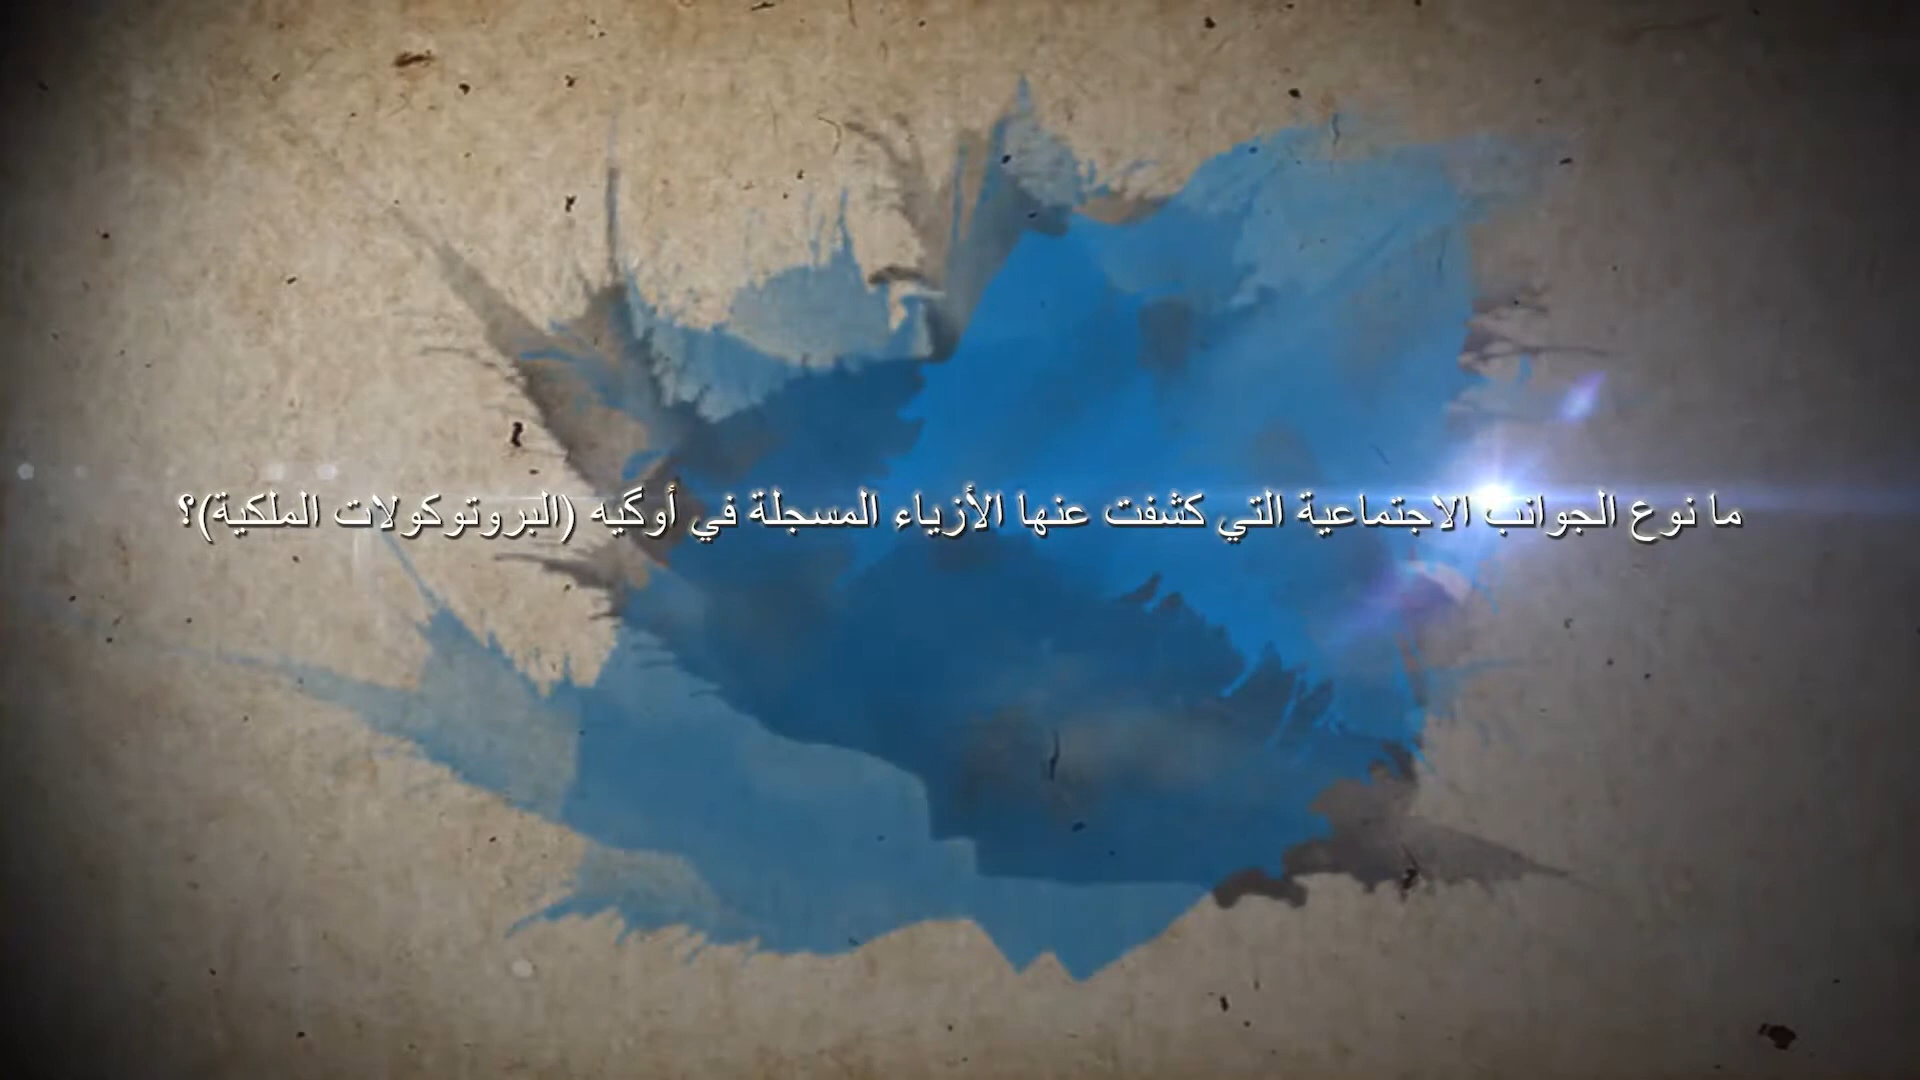 ما نوع الجوانب الاجتماعية التي كشفت عنها الأزياء المسجلة في أوگيه (البروتوكولات الملكية)؟